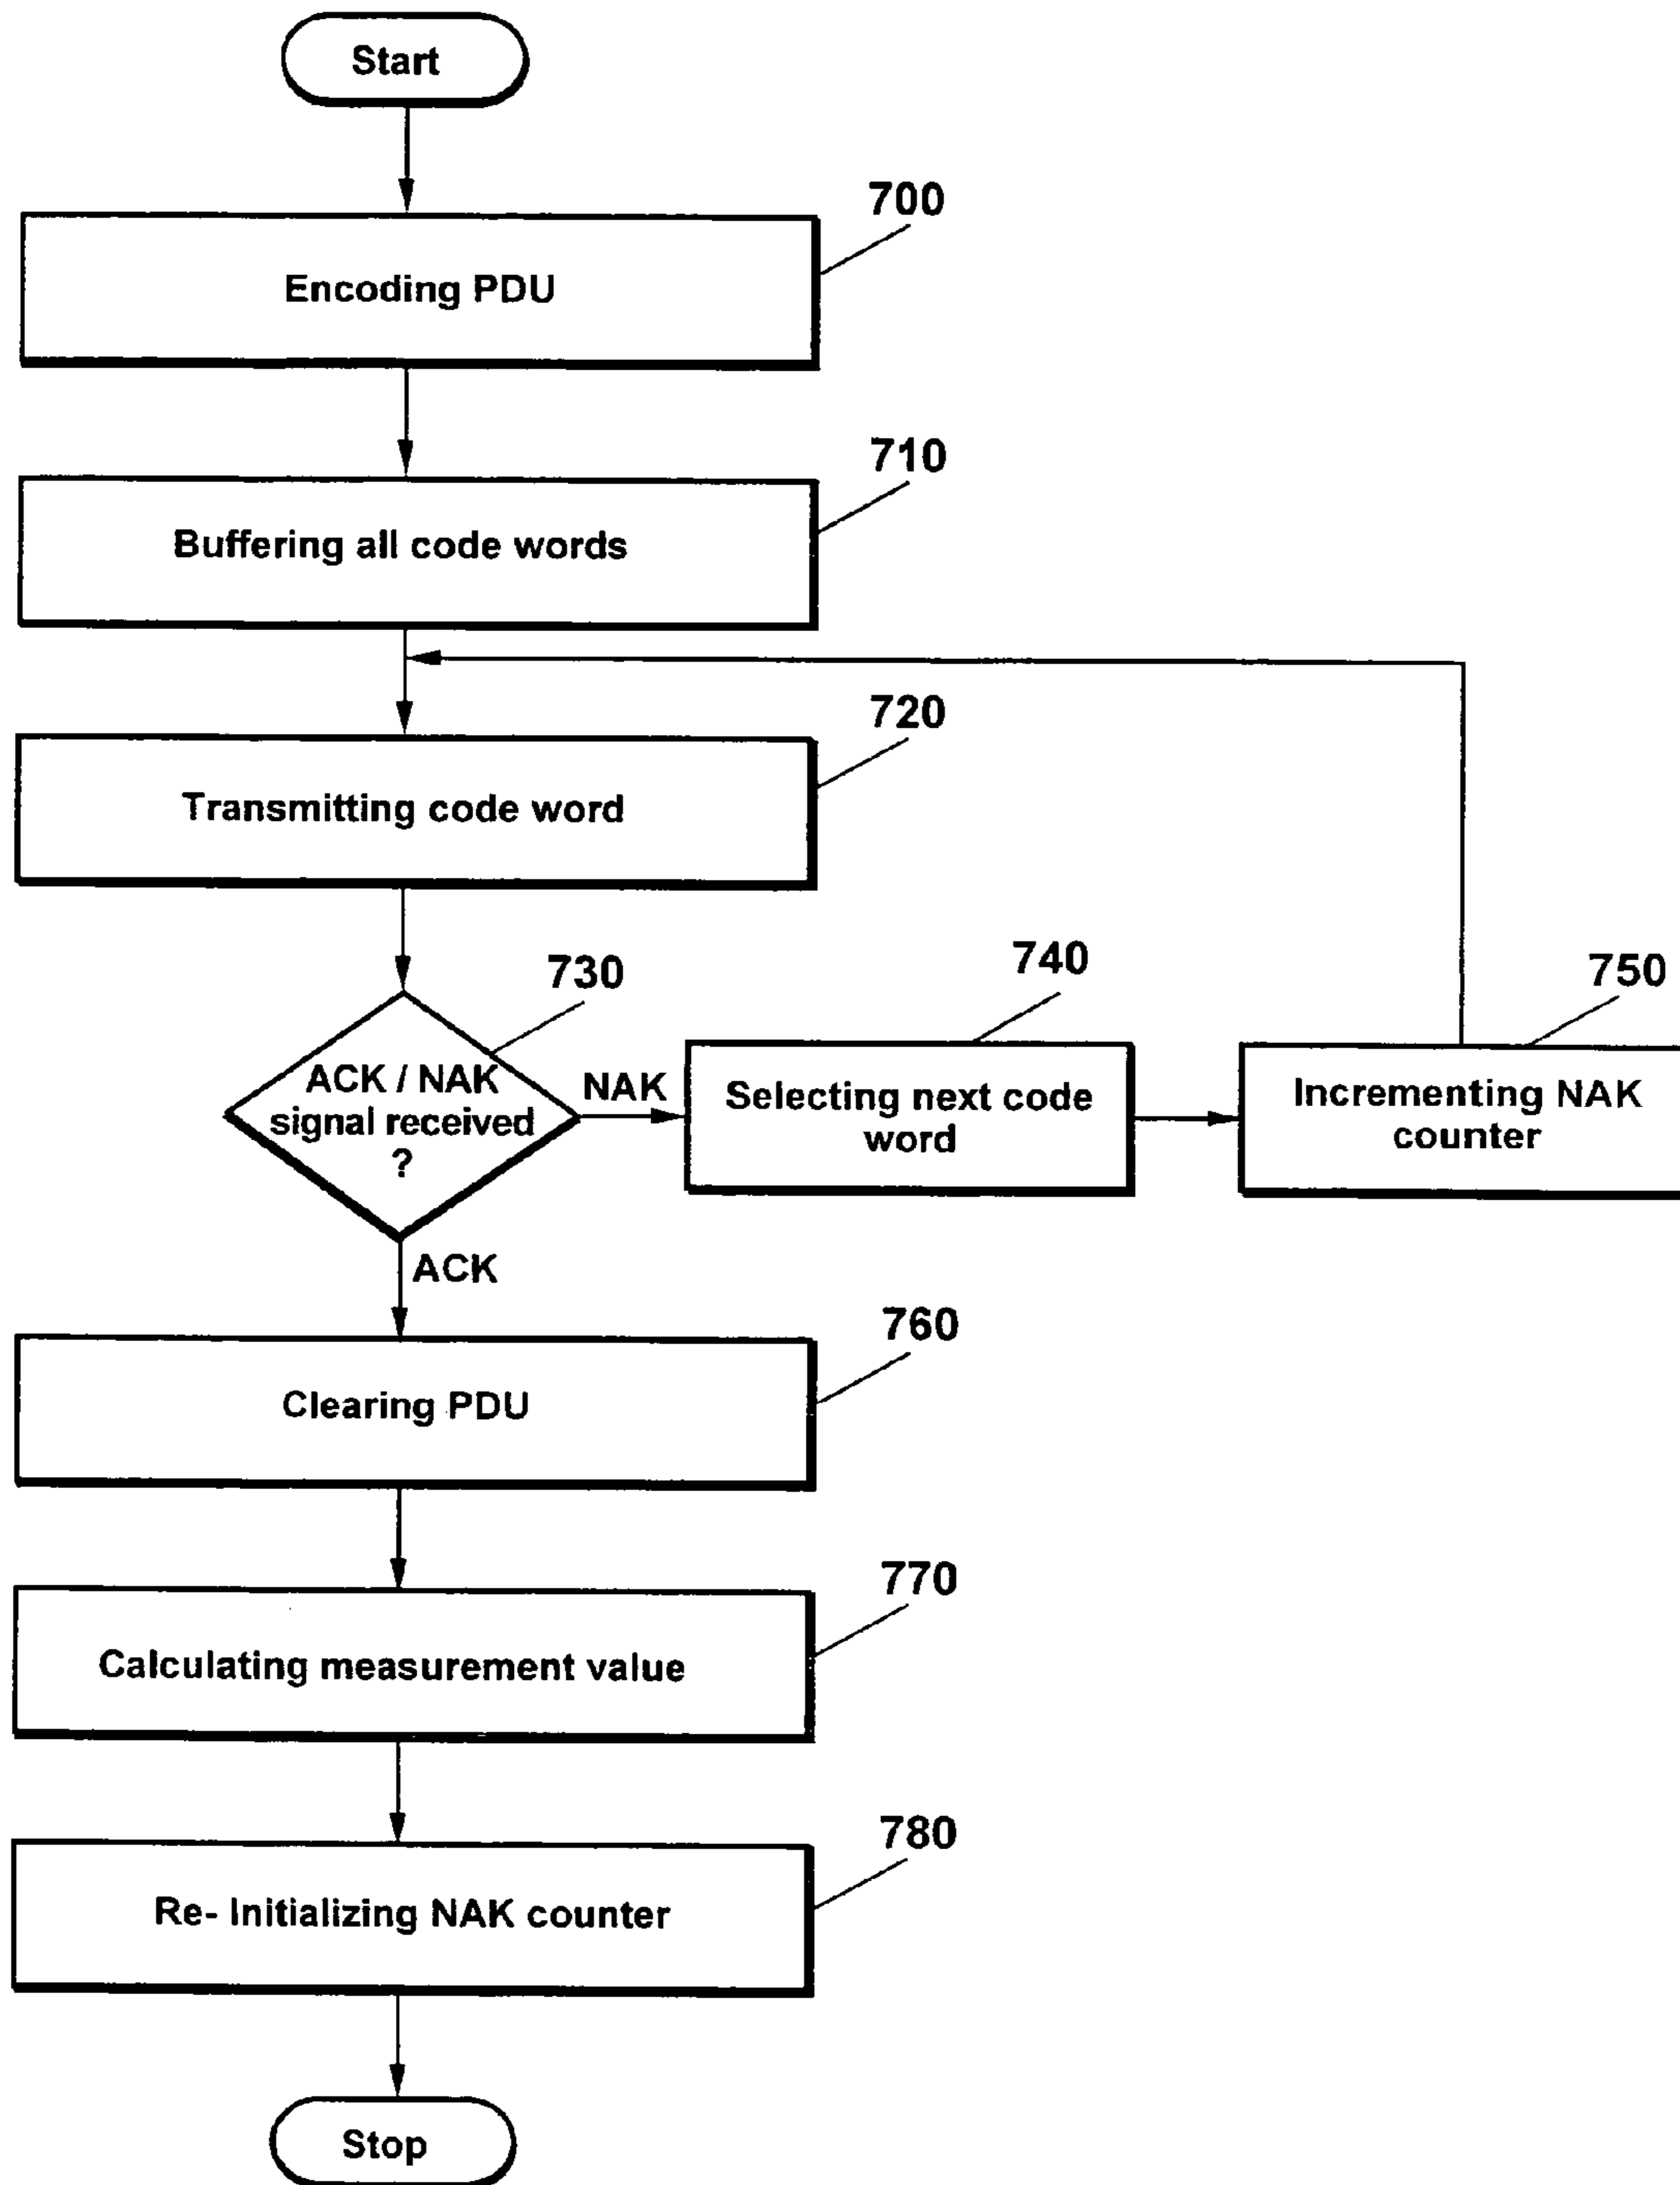 Start
700
Encoding PDU
710
Buffering all code words
720
Transmitting code word
730
ACK / NAK
signal received
?
NAK
740
Selecting next code
word
750
Incrementing NAK
counter
ACK
760
Clearing PDU
770
Calculating measurement value
780
Re- Initializing NAK counter
Stop